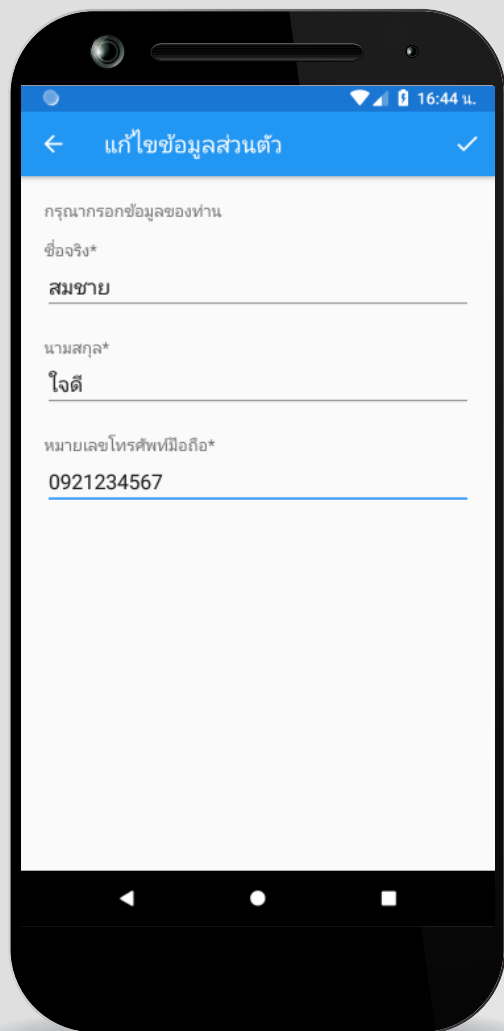 16:44 น.
แก้ไขข้อมูลส่วนตัว
กรุณากรอกข้อมูลของท่าน
ชื่อจริง*
สมชาย
นามสกุล*
ใจดี
หมายเลขโทรศัพท์มือถือ*
0921234567